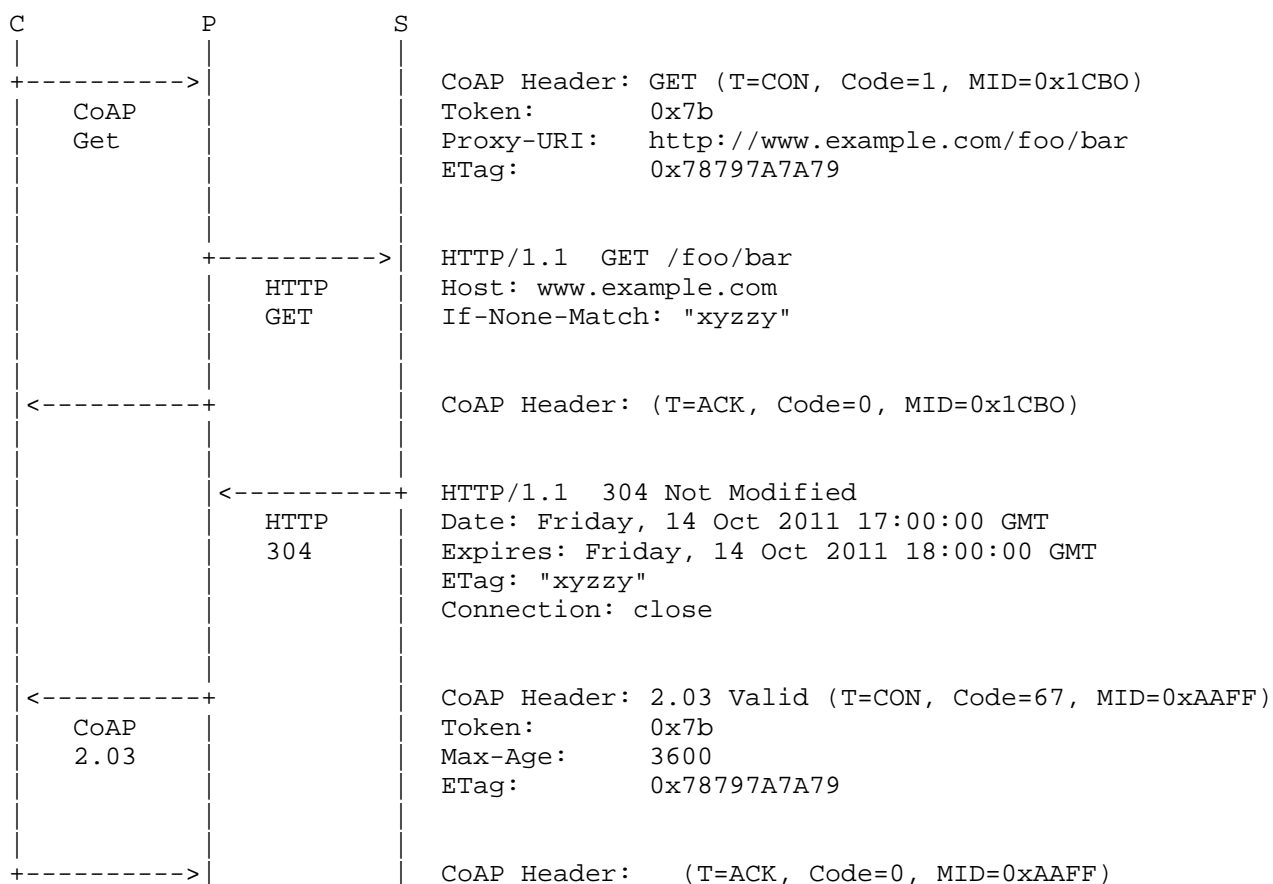 C P S
CoAP Header: GET (T=CON, Code=1, MID=0x1CBO)
CoAP Token: 0x7b
Get Proxy-URI: http://www.example.com/foo/bar
ETag: 0x78797A7A79
HTTP/1.1 GET /foo/bar
HTTP Host: www.example.com
GET If-None-Match: "xyzzy"
CoAP Header: (T=ACK, Code=0, MID=0x1CBO)
HTTP/1.1 304 Not Modified
HTTP Date: Friday, 14 Oct 2011 17:00:00 GMT
304 Expires: Friday, 14 Oct 2011 18:00:00 GMT
ETag: "xyzzy"
Connection: close
CoAP Header: 2.03 Valid (T=CON, Code=67, MID=0xAAFF)
CoAP Token: 0x7b
2.03 Max-Age: 3600
ETag: 0x78797A7A79
CoAP Header: (T=ACK, Code=0, MID=0xAAFF)